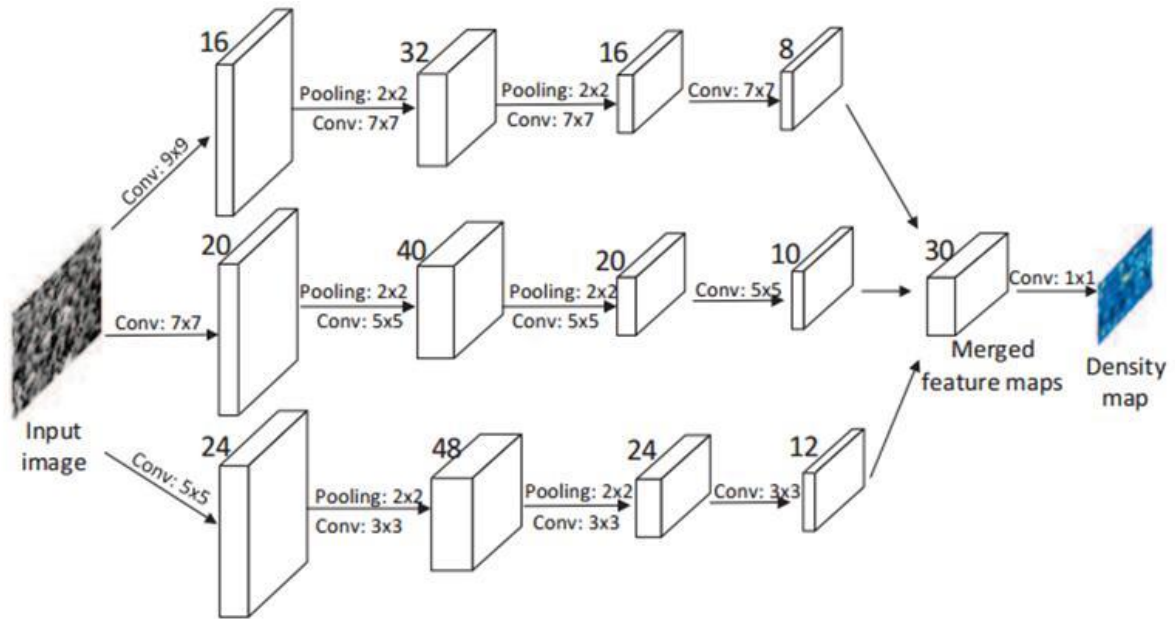 16
Pooling: 2x2
Conv: 7x7
32
Pooling: 2x2
Conv: 7x7
16
Conv: 7x7
8
Conv: 9x9
20
Pooling: 2x2
Conv: 5x5
40
Pooling: 2x2
Conv: 5x5
20
Conv: 5x5
10
30
Conv: 1x1
Conv: 7x7
Merged
feature maps
Density
map
Input
image
Conv: 5x5
24
Pooling: 2x2
Conv: 3x3
48
Pooling: 2x2
Conv: 3x3
24
Conv: 3x3
12